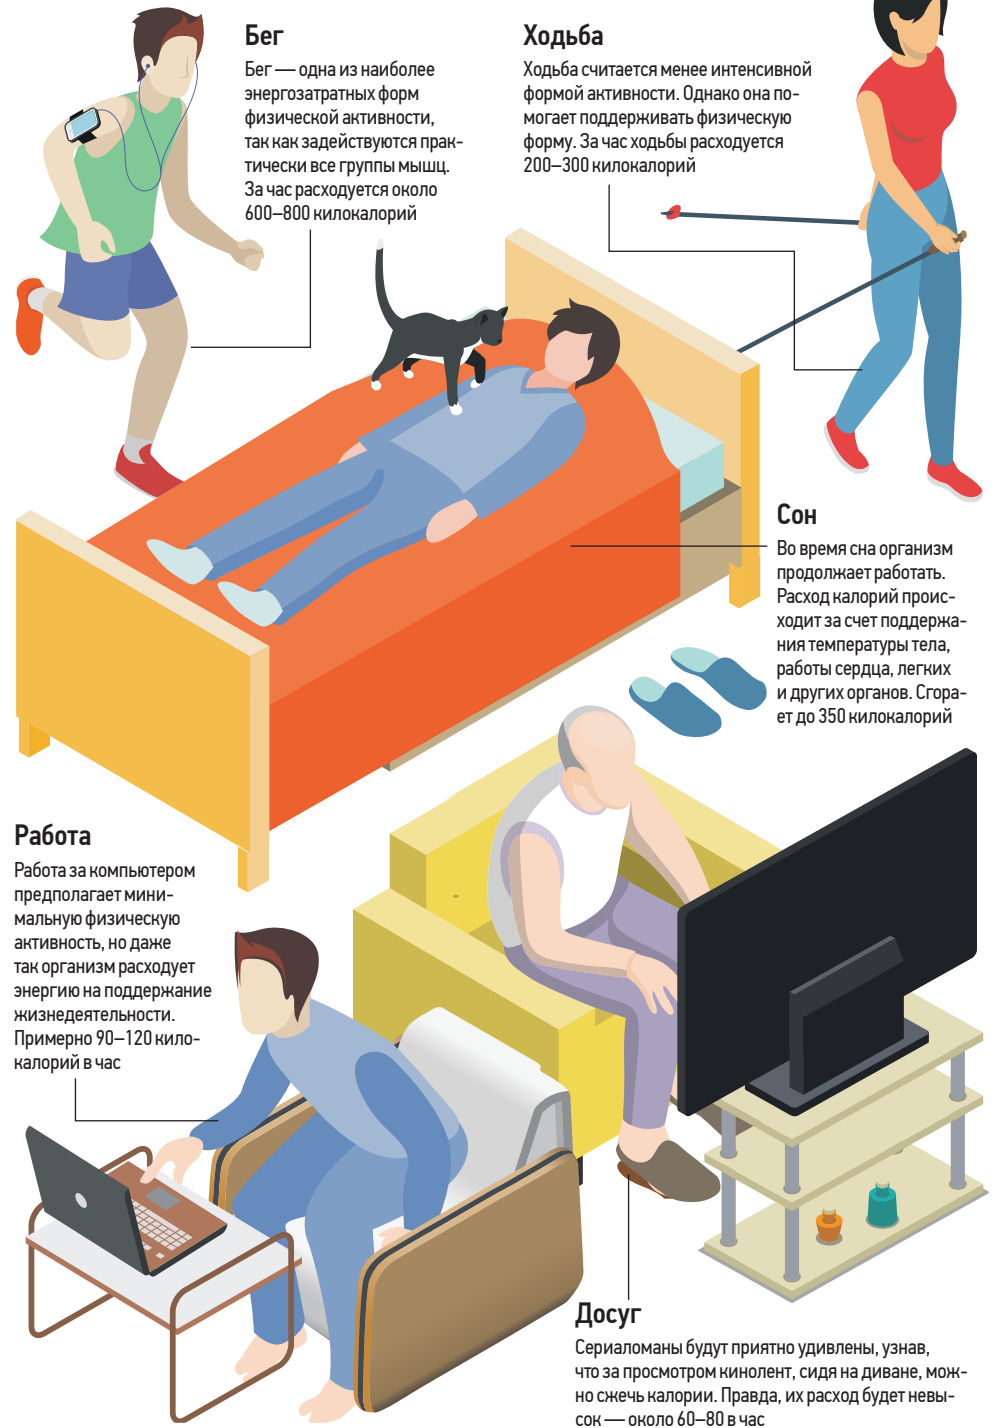 Бег
Бег — одна из наиболее
энергозатратных форм
физической активности,
так как задействуются прак-
тически все группы мышц.
За час расходуется около
600–800 килокалорий
Ходьба
Ходьба считается менее интенсивной
формой активности. Однако она по-
могает поддерживать физическую
форму. За час ходьбы расходуется
200–300 килокалорий
Сон
Во время сна организм
продолжает работать.
Расход калорий проис-
ходит за счет поддержа-
ния температуры тела,
работы сердца, легких
и других органов. Сгора-
ет до 350 килокалорий
Работа
Работа за компьютером
предполагает мини-
мальную физическую
активность, но даже
так организм расходует
энергию на поддержание
жизнедеятельности.
Примерно 90–120 кило-
калорий в час
Досуг
Сериаломаны будут приятно удивлены, узнав,
что за просмотром кинолент, сидя на диване, мож-
но сжечь калории. Правда, их расход будет невы-
сок — около 60–80 в час